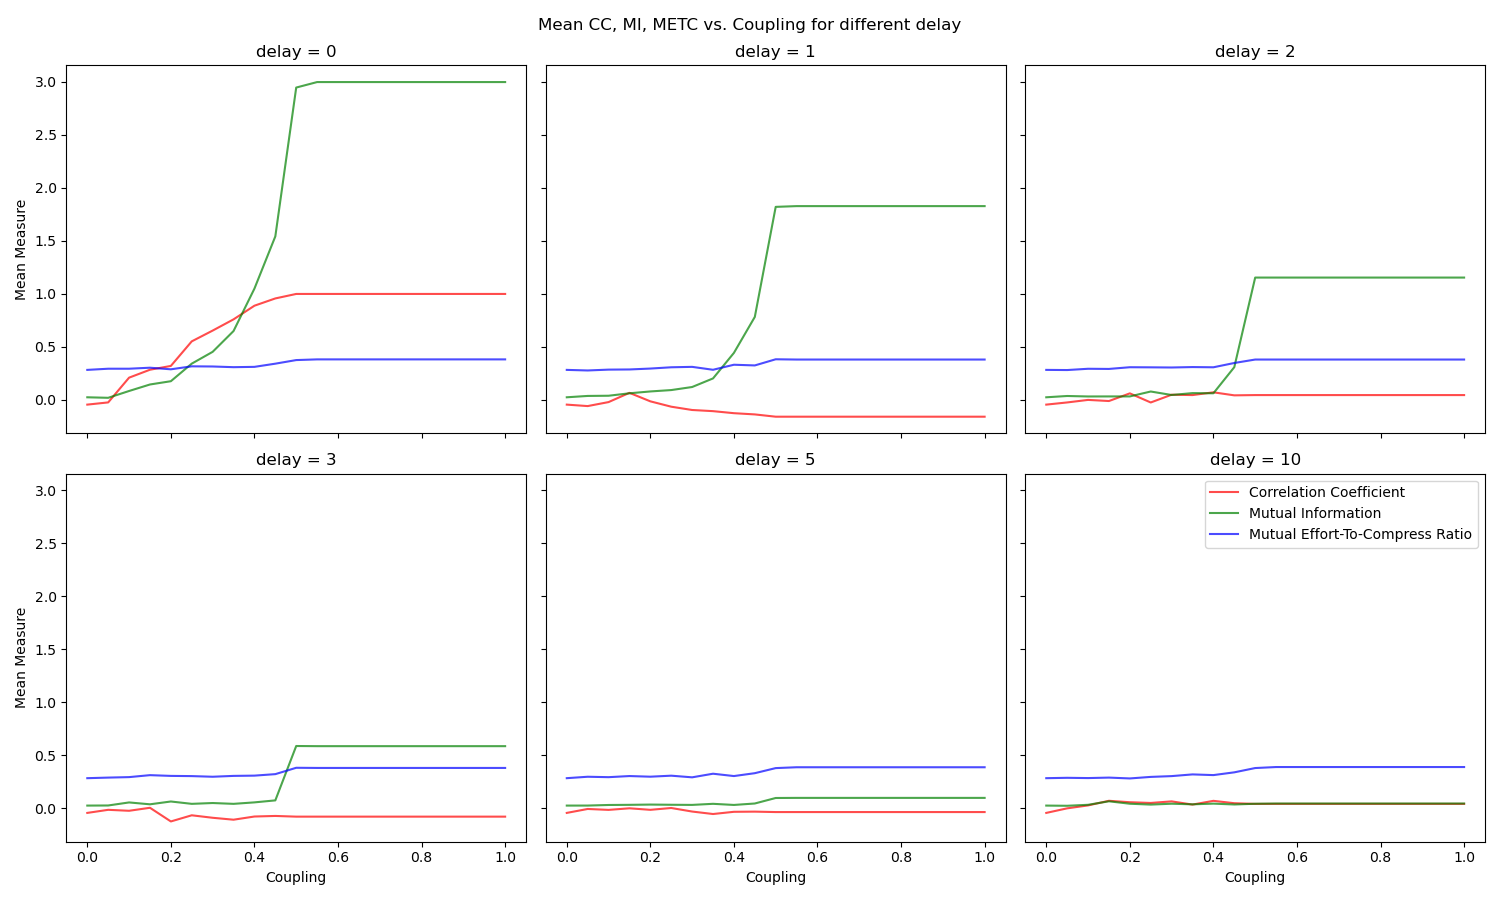 Mean CC, MI, METC vs. Coupling for different delay
delay = 0
delay = 1
delay = 2
3.0
2.5
2.0
1.5
1.0
0.5
0.0
Mean Measure
delay = 3
delay = 5
delay = 10
3.0
2.5
2.0
1.5
1.0
0.5
0.0
Mean Measure
Correlation Coefficient
Mutual Information
Mutual Effort-To-Compress Ratio
0.0 0.2 0.4 0.6 0.8 1.0
0.0 0.2 0.4 0.6 0.8 1.0
0.0 0.2 0.4 0.6 0.8 1.0
Coupling
Coupling
Coupling